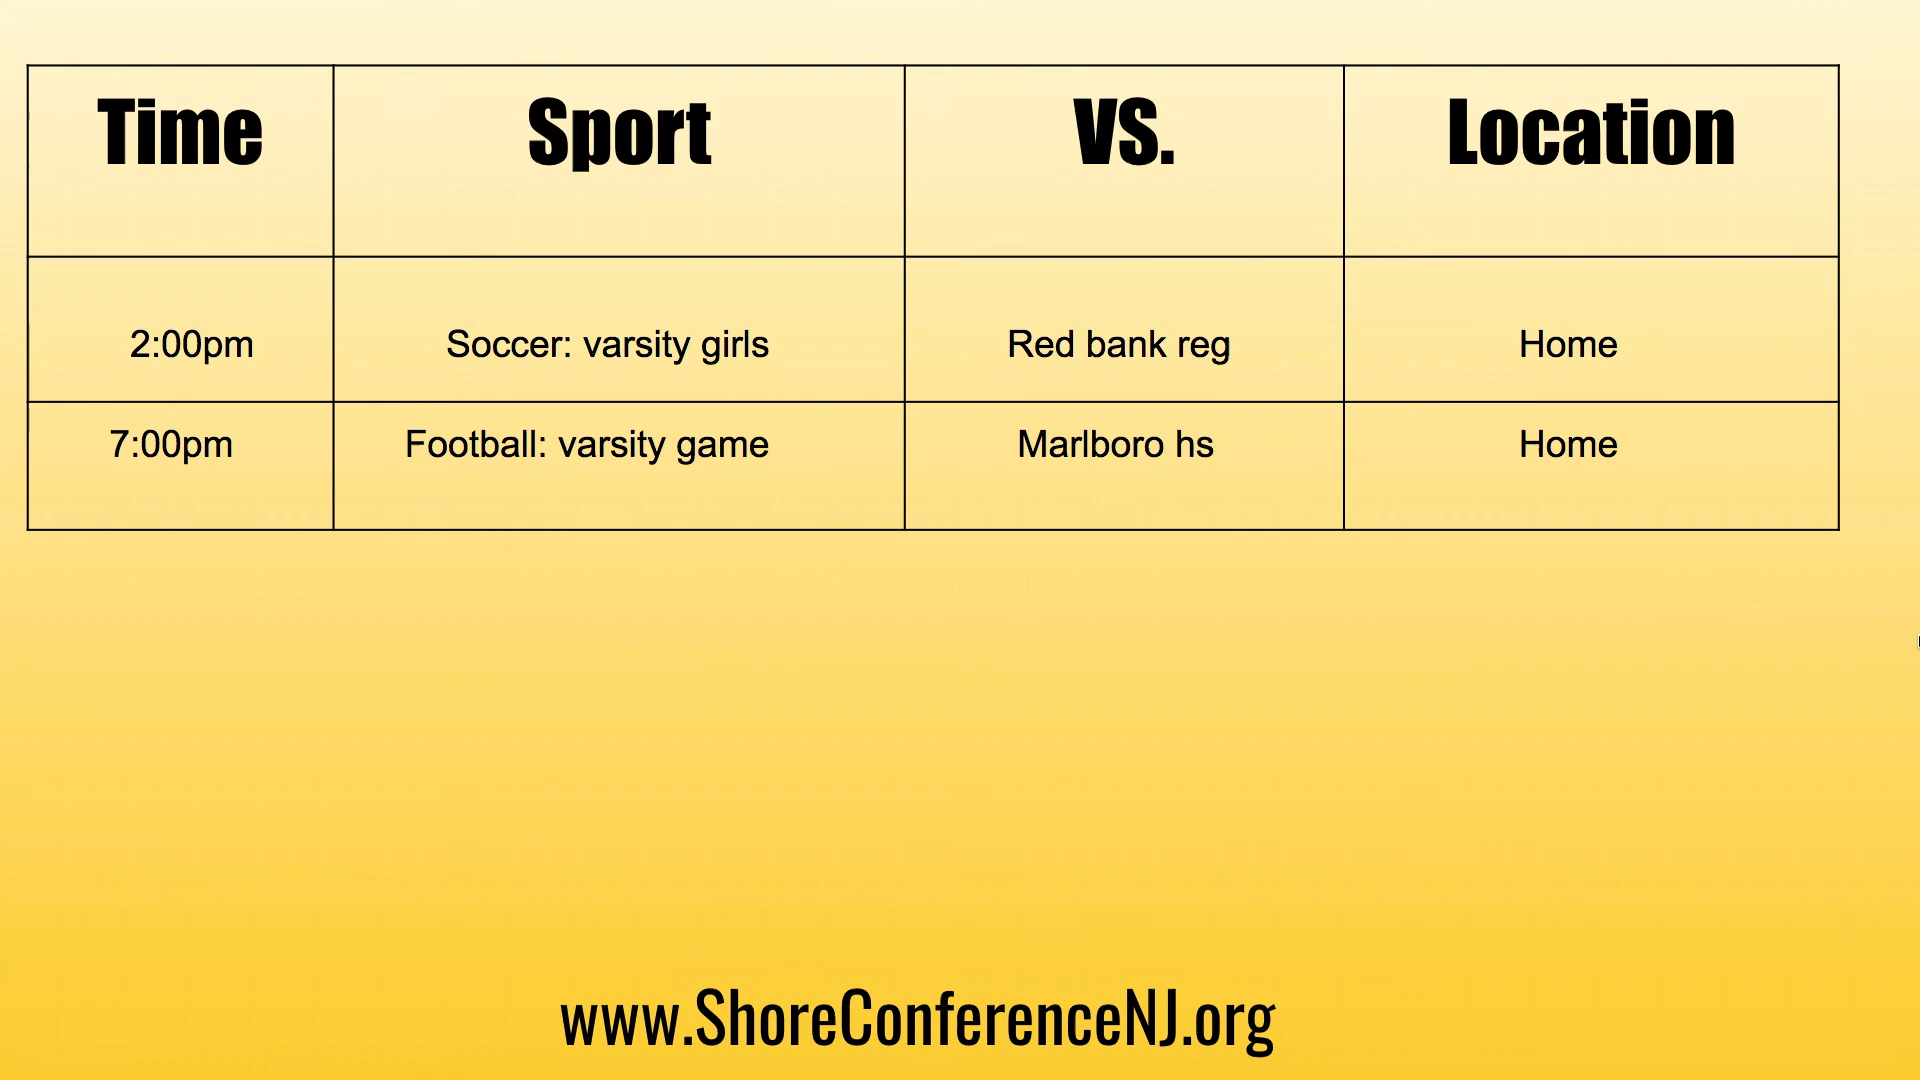 Time Sport VS. Location
2:00pm Soccer: varsity girls Red bank reg Home
7:00pm Football: varsity game Marlboro hs Home
www.ShoreConferenceNJ.org